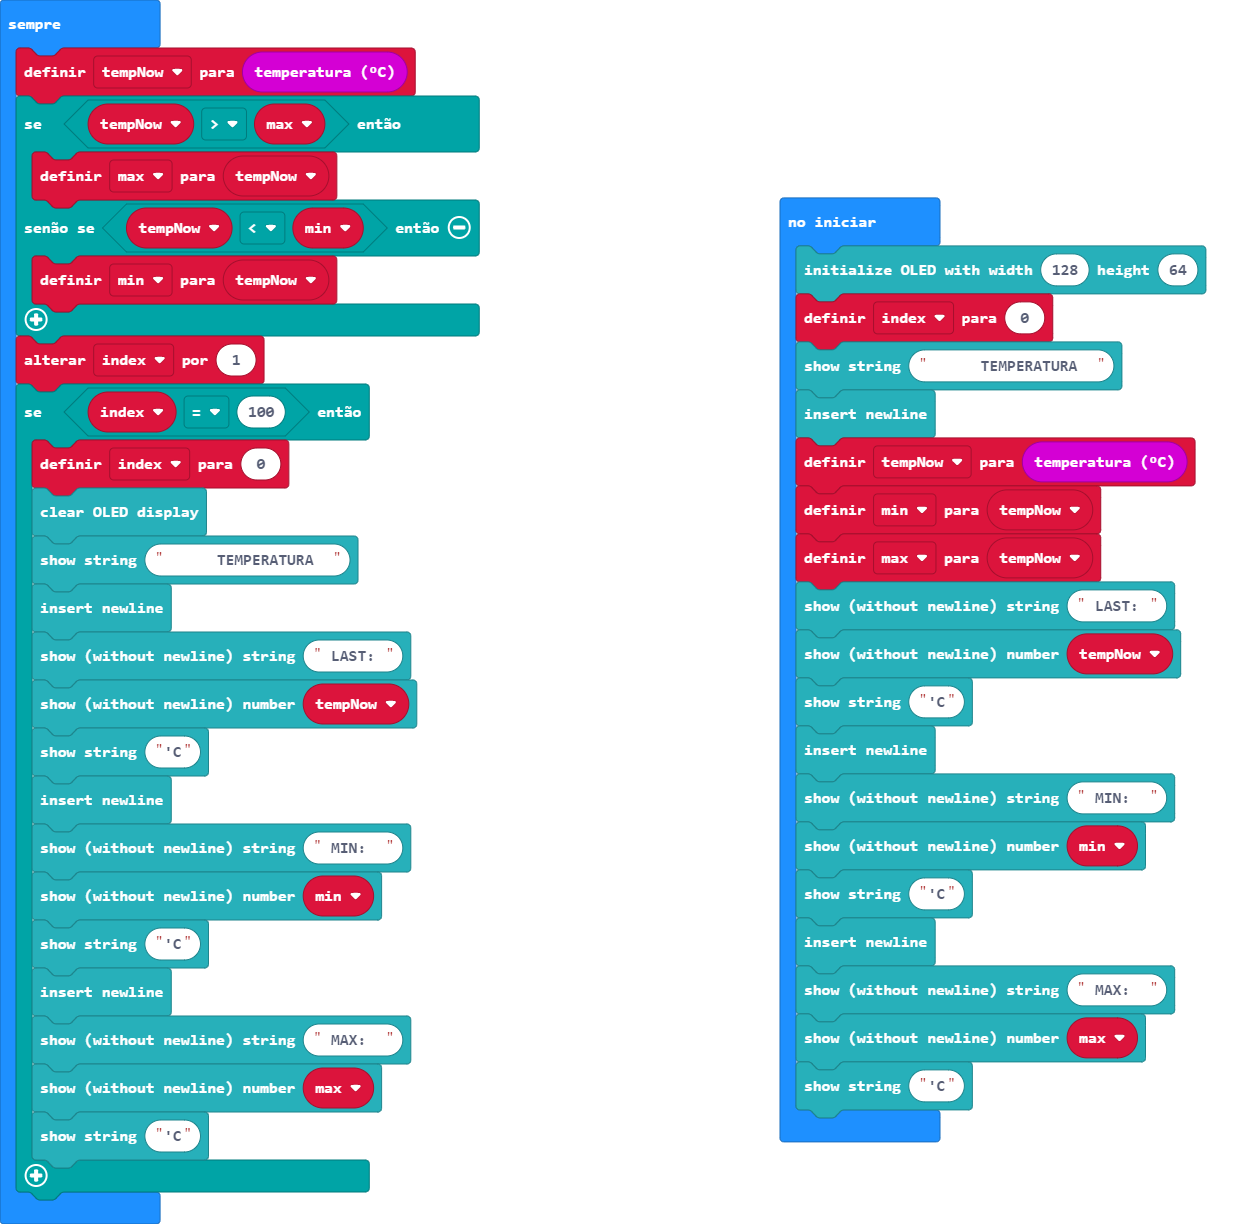 sempre
definir tempNow para temperatura (ºC)
se tempNow > max então
definir max para tempNow
senão se tempNow < min então
definir min para tempNow
alterar index por 1
se index = 100 então
definir index para 0
clear OLED display
show string " TEMPERATURA "
insert newline
show (without newline) string " LAST: "
show (without newline) number tempNow
show string "'C"
insert newline
show (without newline) string " MIN: "
show (without newline) number min
show string "'C"
insert newline
show (without newline) string " MAX: "
show (without newline) number max
show string "'C"
no iniciar
initialize OLED with width 128 height 64
definir index para 0
show string " TEMPERATURA "
insert newline
definir tempNow para temperatura (ºC)
definir min para tempNow
definir max para tempNow
show (without newline) string " LAST: "
show (without newline) number tempNow
show string "'C"
insert newline
show (without newline) string " MIN: "
show (without newline) number min
show string "'C"
insert newline
show (without newline) string " MAX: "
show (without newline) number max
show string "'C"